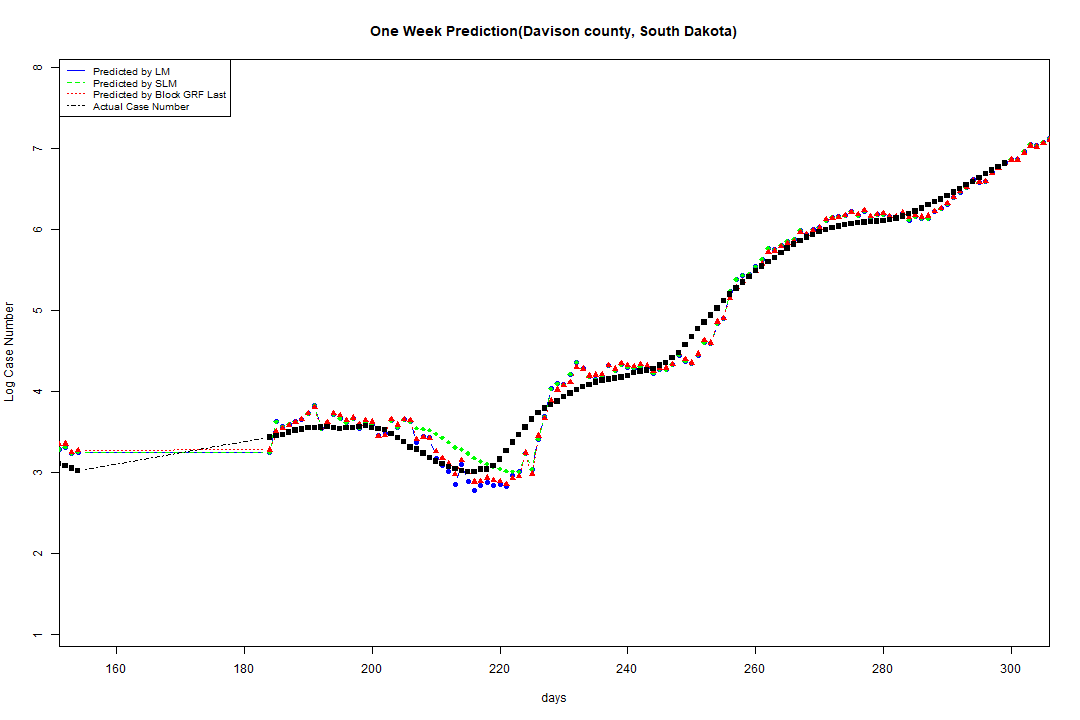 One Week Prediction(Davison county, South Dakota)
Predicted by LM
Predicted by SLM
Predicted by Block GRF Last
Actual Case Number
8
7
6
5
4
3
2
1
Log Case Number
160 180 200 220 240 260 280 300
days